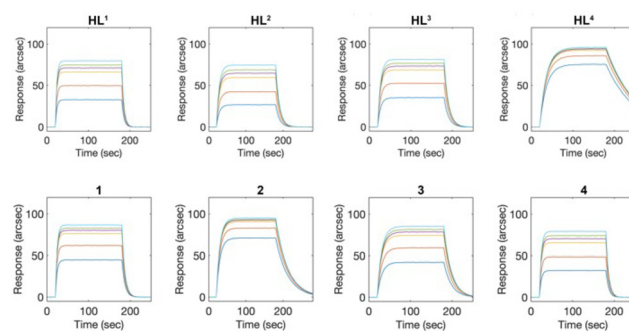 HL¹ HL² HL³ HL⁴
Response (arcsec) Response (arcsec) Response (arcsec) Response (arcsec)
100 100 100 100
50 50 50 50
0 0 0 0
0 100 200 0 100 200 0 100 200 0 100 200
Time (sec) Time (sec) Time (sec) Time (sec)
1 2 3 4
Response (arcsec) Response (arcsec) Response (arcsec) Response (arcsec)
100 100 100 100
50 50 50 50
0 0 0 0
0 100 200 0 100 200 0 100 200 0 100 200
Time (sec) Time (sec) Time (sec) Time (sec)